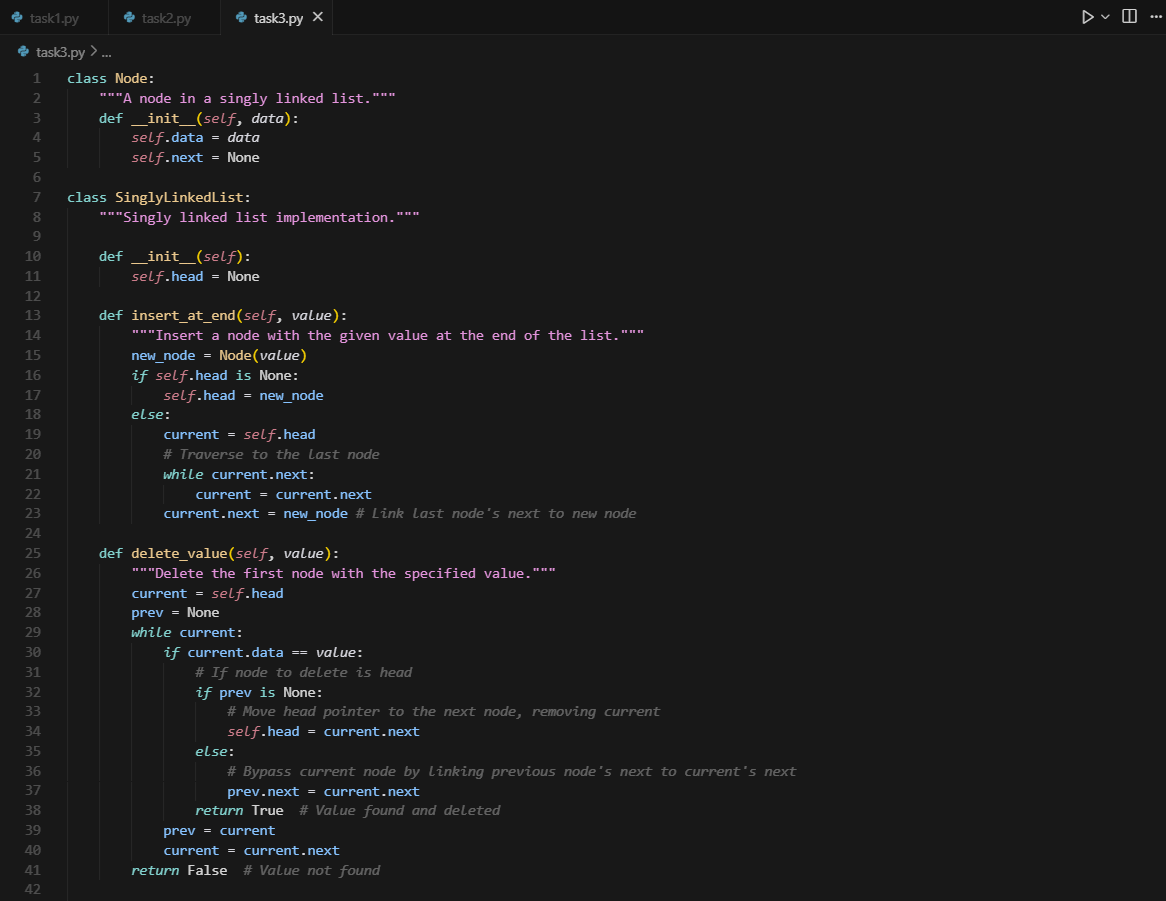 task1.py task2.py task3.py
task3.py > ...
1 class Node:
2     """A node in a singly linked list."""
3     def __init__(self, data):
4         self.data = data
5         self.next = None
6
7 class SinglyLinkedList:
8     """Singly linked list implementation."""
9
10     def __init__(self):
11         self.head = None
12
13     def insert_at_end(self, value):
14         """Insert a node with the given value at the end of the list."""
15         new_node = Node(value)
16         if self.head is None:
17             self.head = new_node
18         else:
19             current = self.head
20             # Traverse to the last node
21             while current.next:
22                 current = current.next
23             current.next = new_node # Link last node's next to new node
24
25     def delete_value(self, value):
26         """Delete the first node with the specified value."""
27         current = self.head
28         prev = None
29         while current:
30             if current.data == value:
31                 # If node to delete is head
32                 if prev is None:
33                     # Move head pointer to the next node, removing current
34                     self.head = current.next
35                 else:
36                     # Bypass current node by linking previous node's next to current's next
37                     prev.next = current.next
38                 return True  # Value found and deleted
39             prev = current
40             current = current.next
41         return False  # Value not found
42